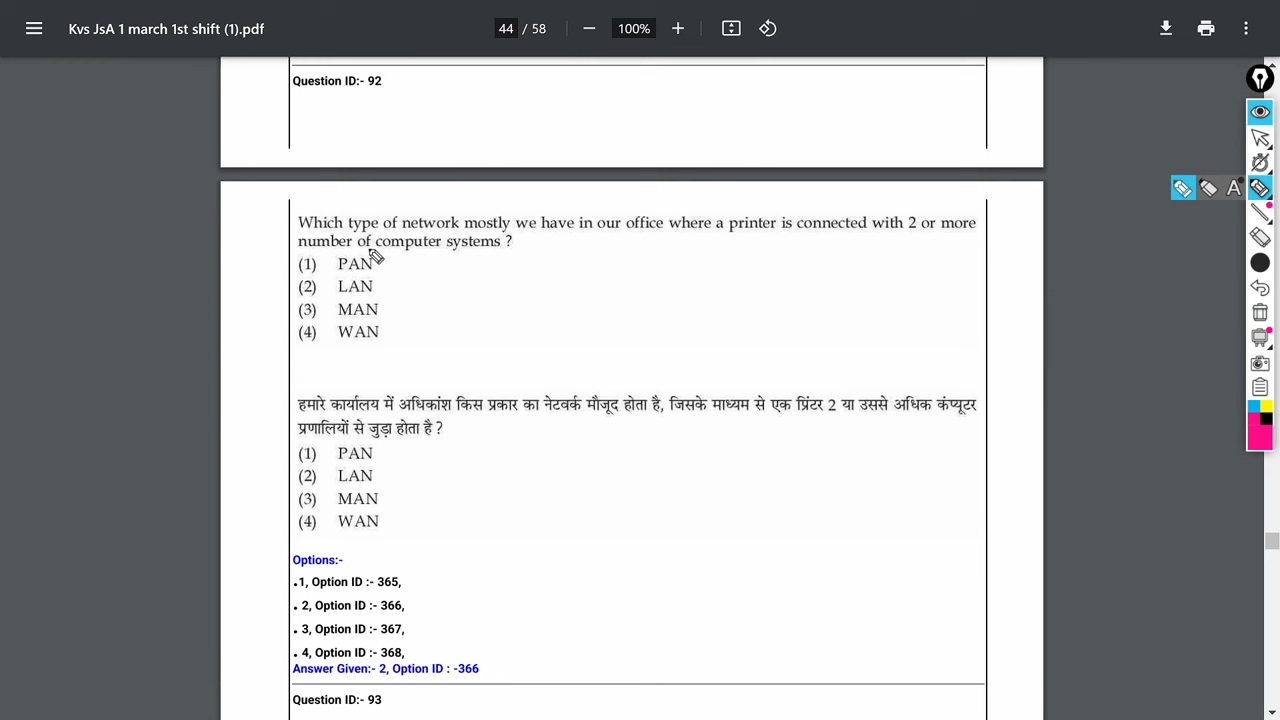 Kvs JsA 1 march 1st shift (1).pdf
44 / 58
100%
Question ID:- 92
Which type of network mostly we have in our office where a printer is connected with 2 or more
number of computer systems ?
(1) PAN
(2) LAN
(3) MAN
(4) WAN
हमारे कार्यालय में अधिकांश किस प्रकार का नेटवर्क मौजूद होता है, जिसके माध्यम से एक प्रिंटर 2 या उससे अधिक कंप्यूटर
प्रणालियों से जुड़ा होता है ?
(1) PAN
(2) LAN
(3) MAN
(4) WAN
Options:-
.1, Option ID :- 365,
. 2, Option ID :- 366,
. 3, Option ID :- 367,
. 4, Option ID :- 368,
Answer Given:- 2, Option ID : -366
Question ID:- 93
A